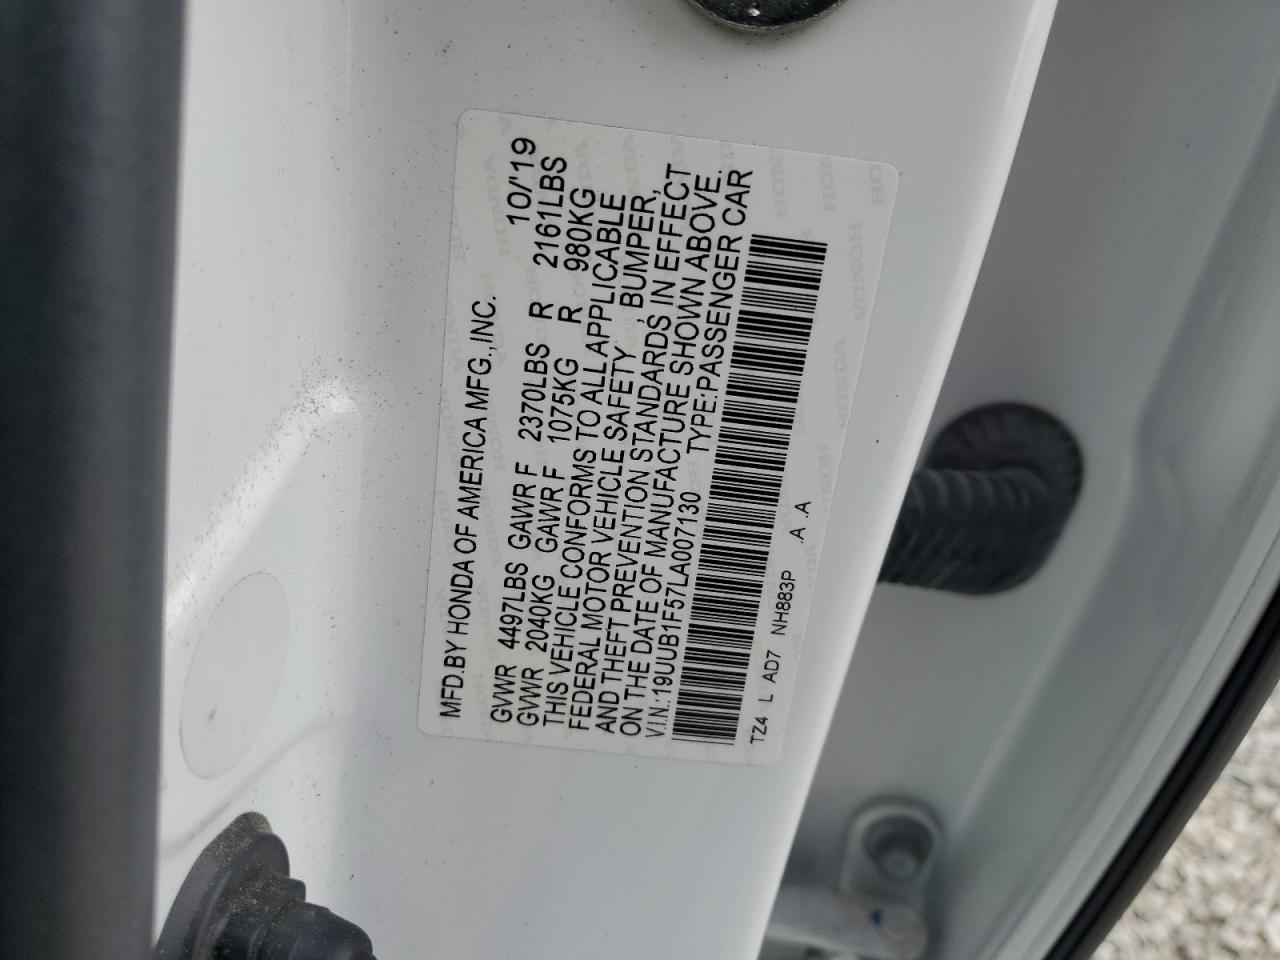 MFD.BY HONDA OF AMERICA MFG.,INC. 10/'19
GVWR 4497LBS GAWR F 2370LBS R 2161LBS
GVWR 2040KG GAWR F 1075KG R 980KG
THIS VEHICLE CONFORMS TO ALL APPLICABLE
FEDERAL MOTOR VEHICLE SAFETY, BUMPER,
AND THEFT PREVENTION STANDARDS IN EFFECT
ON THE DATE OF MANUFACTURE SHOWN ABOVE.
V.I.N.:19UUB1F57LA007130 TYPE:PASSENGER CAR
TZ4 L AD7 NH883P .A .A